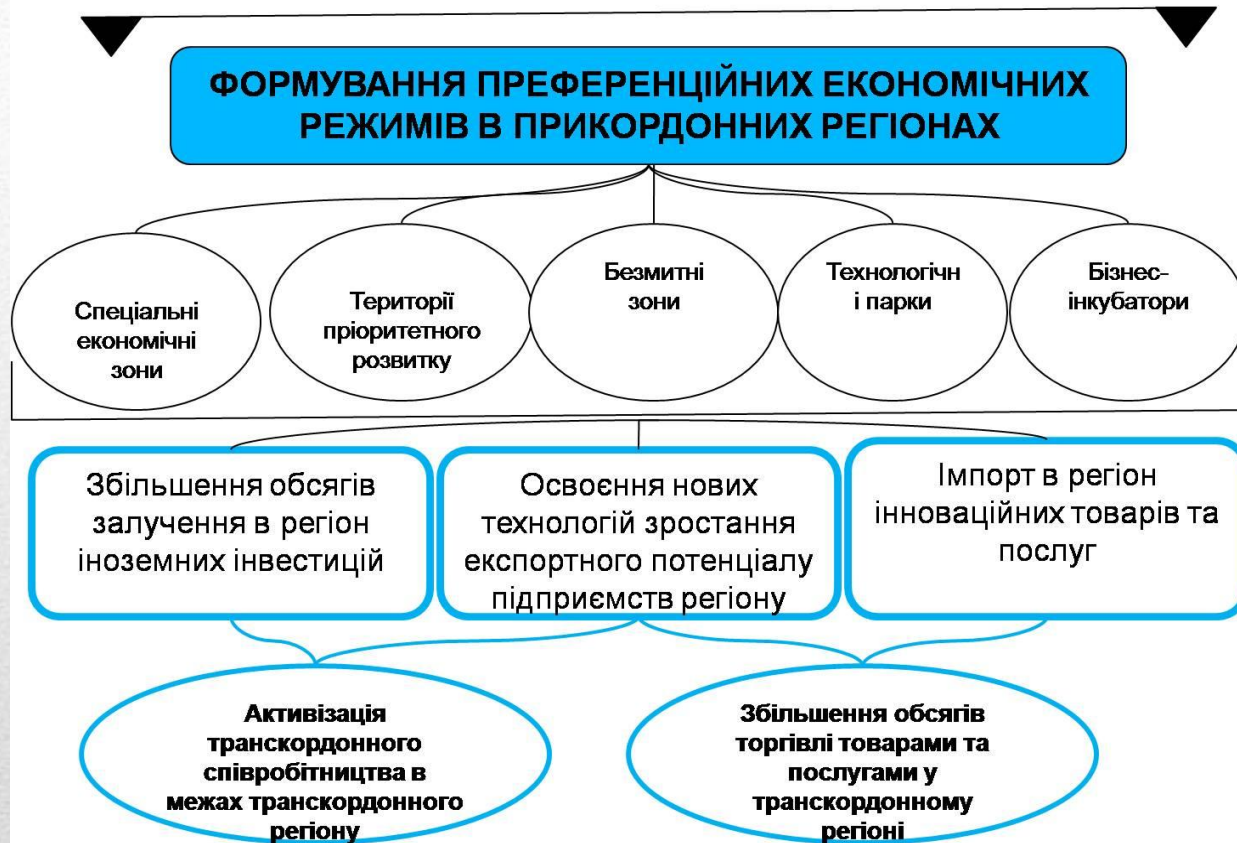 ФОРМУВАННЯ ПРЕФЕРЕНЦІЙНИХ ЕКОНОМІЧНИХ
РЕЖИМІВ В ПРИКОРДОННИХ РЕГІОНАХ
Спеціальні
економічні
зони
Території
пріоритетного
розвитку
Безмитні
зони
Технологічн
і парки
Бізнес-
інкубатори
Збільшення обсягів
залучення в регіон
іноземних інвестицій
Освоєння нових
технологій зростання
експортного потенціалу
підприємств регіону
Імпорт в регіон
інноваційних товарів та
послуг
Активізація
транскордонного
співробітництва в
межах транскордонного
регіону
Збільшення обсягів
торгівлі товарами та
послугами у
транскордонному
регіоні